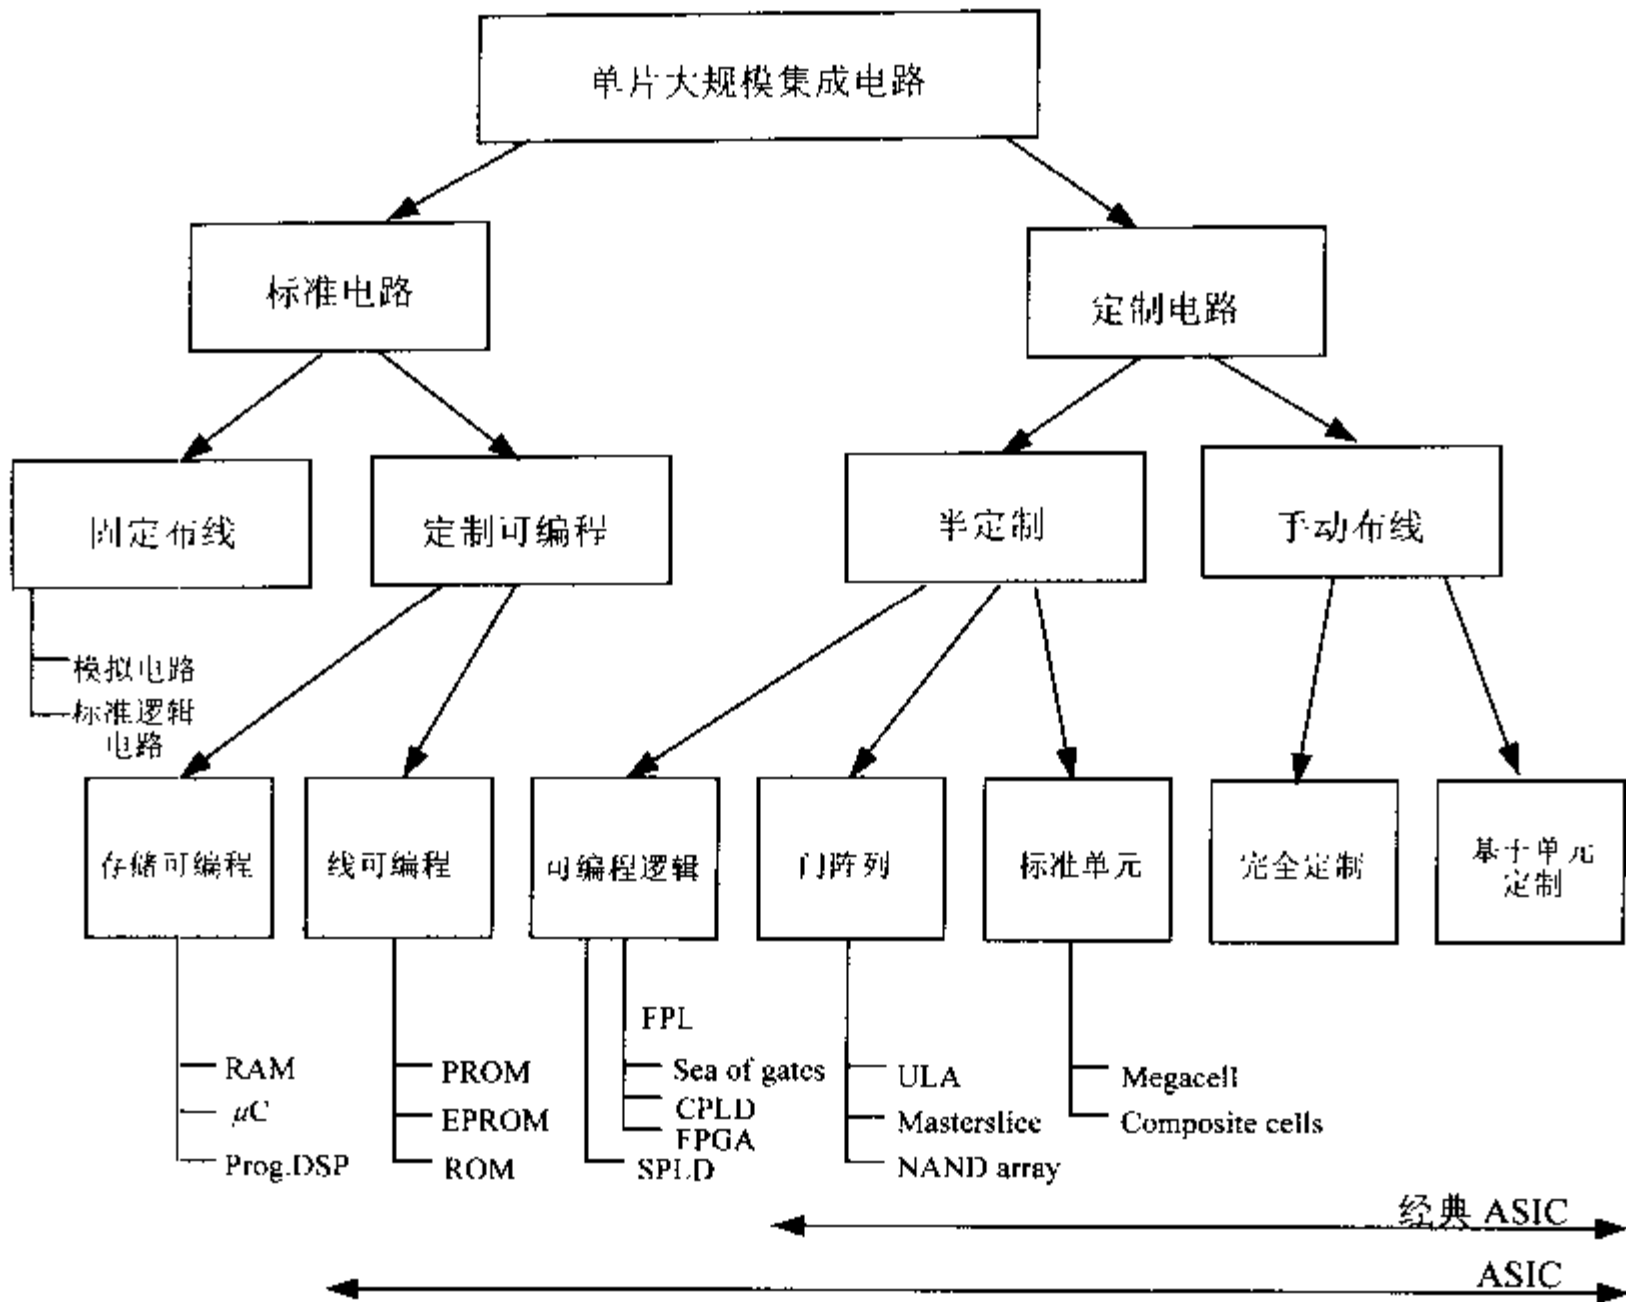 单片大规模集成电路
标准电路
定制电路
固定布线
定制可编程
半定制
手动布线
模拟电路
标准逻辑
电路
存储可编程
线可编程
可编程逻辑
门阵列
标准单元
完全定制
基于单元
定制
RAM
μC
Prog.DSP
PROM
EPROM
ROM
FPL
Sea of gates
CPLD
FPGA
SPLD
ULA
Masterslice
NAND array
Megacell
Composite cells
经典 ASIC
ASIC